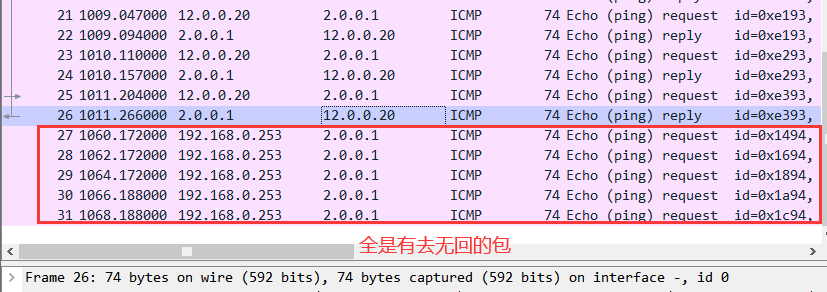 21 1009.047000 12.0.0.20 2.0.0.1 ICMP 74 Echo (ping) request id=0xe193,
22 1009.094000 2.0.0.1 12.0.0.20 ICMP 74 Echo (ping) reply id=0xe193,
23 1010.110000 12.0.0.20 2.0.0.1 ICMP 74 Echo (ping) request id=0xe293,
24 1010.157000 2.0.0.1 12.0.0.20 ICMP 74 Echo (ping) reply id=0xe293,
25 1011.204000 12.0.0.20 2.0.0.1 ICMP 74 Echo (ping) request id=0xe393,
26 1011.266000 2.0.0.1 12.0.0.20 ICMP 74 Echo (ping) reply id=0xe393,
27 1060.172000 192.168.0.253 2.0.0.1 ICMP 74 Echo (ping) request id=0x1494,
28 1062.172000 192.168.0.253 2.0.0.1 ICMP 74 Echo (ping) request id=0x1694,
29 1064.172000 192.168.0.253 2.0.0.1 ICMP 74 Echo (ping) request id=0x1894,
30 1066.188000 192.168.0.253 2.0.0.1 ICMP 74 Echo (ping) request id=0x1a94,
31 1068.188000 192.168.0.253 2.0.0.1 ICMP 74 Echo (ping) request id=0x1c94,
全是有去无回的包
Frame 26: 74 bytes on wire (592 bits), 74 bytes captured (592 bits) on interface -, id 0